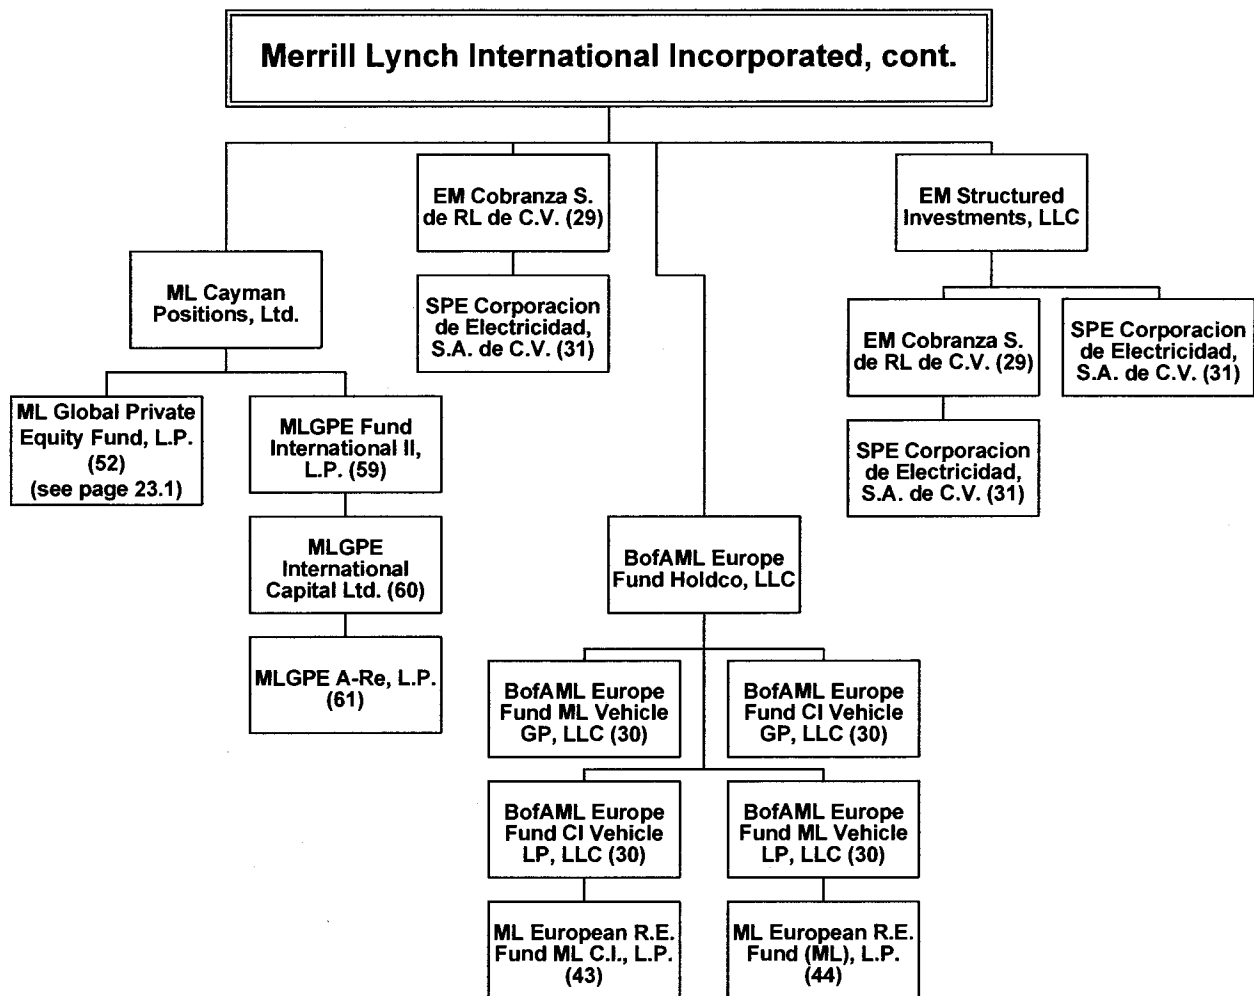 Merrill Lynch International Incorporated, cont.
EM Cobranza S.
de RL de C.V. (29)
EM Structured
Investments, LLC
ML Cayman
Positions, Ltd.
SPE Corporacion
de Electricidad,
S.A. de C.V. (31)
EM Cobranza S.
de RL de C.V. (29)
SPE Corporacion
de Electricidad,
S.A. de C.V. (31)
ML Global Private
Equity Fund, L.P.
(52)
(see page 23.1)
MLGPE Fund
International II,
L.P. (59)
SPE Corporacion
de Electricidad,
S.A. de C.V. (31)
MLGPE
International
Capital Ltd. (60)
BofAML Europe
Fund Holdco, LLC
MLGPE A-Re, L.P.
(61)
BofAML Europe
Fund ML Vehicle
GP, LLC (30)
BofAML Europe
Fund CI Vehicle
GP, LLC (30)
BofAML Europe
Fund CI Vehicle
LP, LLC (30)
BofAML Europe
Fund ML Vehicle
LP, LLC (30)
ML European R.E.
Fund ML C.I., L.P.
(43)
ML European R.E.
Fund (ML), L.P.
(44)